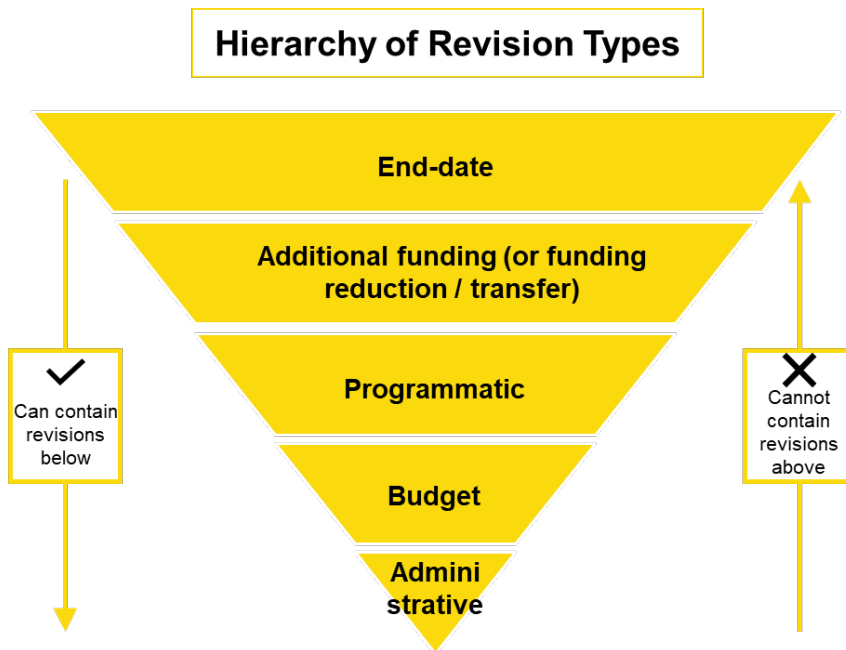 Hierarchy of Revision Types
End-date
Additional funding (or funding
reduction / transfer)
Programmatic
Budget
Admini
strative
Can contain
revisions
below
Cannot
contain
revisions
above